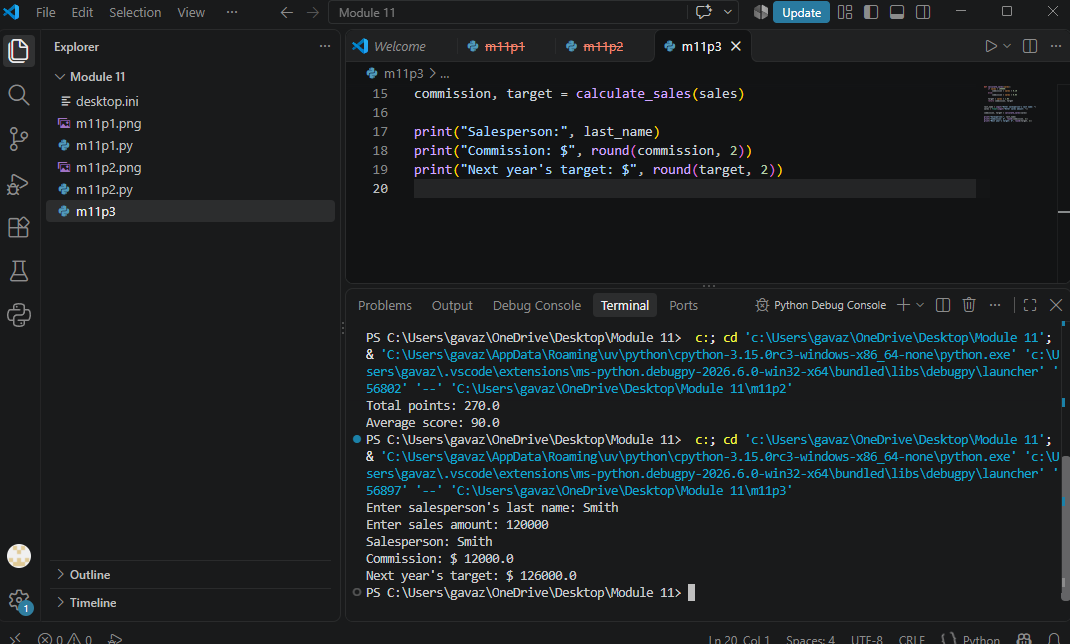 File Edit Selection View ··· Module 11 Update
Explorer ···
Module 11
desktop.ini
m11p1.png
m11p1.py
m11p2.png
m11p2.py
m11p3
Outline
Timeline
1
Welcome m11p1 m11p2 m11p3
m11p3 > ...
15 commission, target = calculate_sales(sales)
16
17 print("Salesperson:", last_name)
18 print("Commission: $", round(commission, 2))
19 print("Next year's target: $", round(target, 2))
20
Problems Output Debug Console Terminal Ports Python Debug Console
PS C:\Users\gavaz\OneDrive\Desktop\Module 11> c:; cd 'c:\Users\gavaz\OneDrive\Desktop\Module 11';
& 'C:\Users\gavaz\AppData\Roaming\uv\python\cpython-3.15.0rc3-windows-x86_64-none\python.exe' 'c:\U
sers\gavaz\.vscode\extensions\ms-python.debugpy-2026.6.0-win32-x64\bundled\libs\debugpy\launcher' '
56802' '--' 'C:\Users\gavaz\OneDrive\Desktop\Module 11\m11p2'
Total points: 270.0
Average score: 90.0
PS C:\Users\gavaz\OneDrive\Desktop\Module 11> c:; cd 'c:\Users\gavaz\OneDrive\Desktop\Module 11';
& 'C:\Users\gavaz\AppData\Roaming\uv\python\cpython-3.15.0rc3-windows-x86_64-none\python.exe' 'c:\U
sers\gavaz\.vscode\extensions\ms-python.debugpy-2026.6.0-win32-x64\bundled\libs\debugpy\launcher' '
56897' '--' 'C:\Users\gavaz\OneDrive\Desktop\Module 11\m11p3'
Enter salesperson's last name: Smith
Enter sales amount: 120000
Salesperson: Smith
Commission: $ 12000.0
Next year's target: $ 126000.0
PS C:\Users\gavaz\OneDrive\Desktop\Module 11>
0 0 Ln 20, Col 1 Spaces: 4 UTF-8 CRLF {} Python